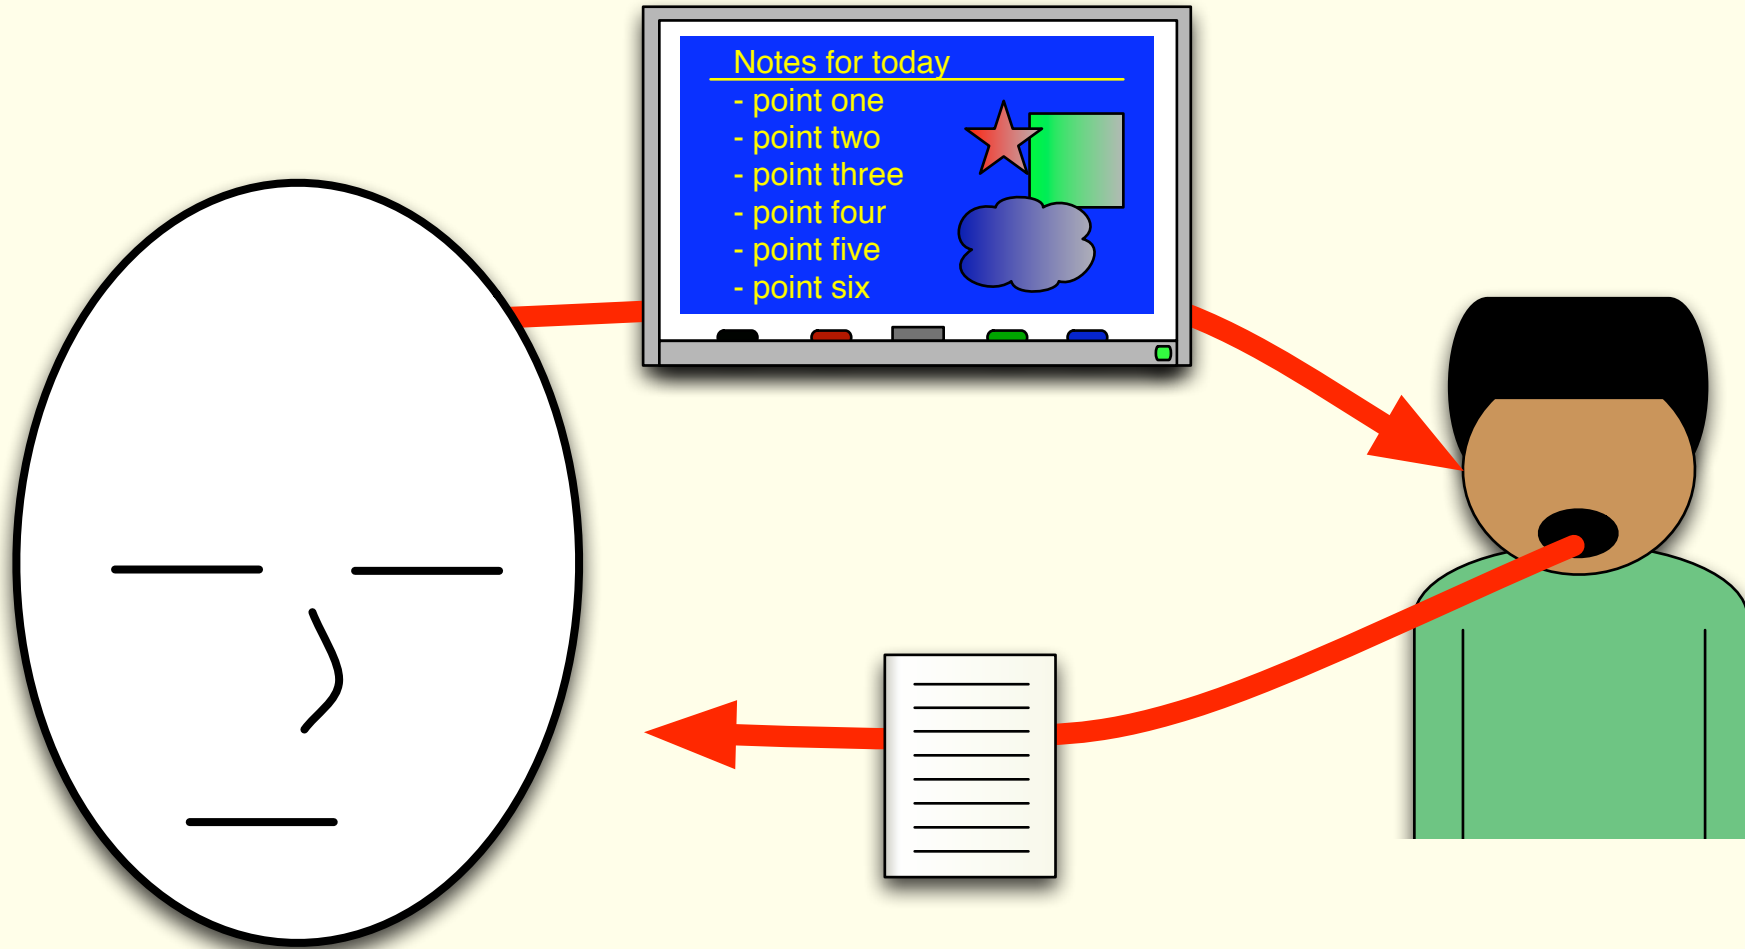 Notes for today
- point one
- point two
- point three
- point four
- point five
- point six